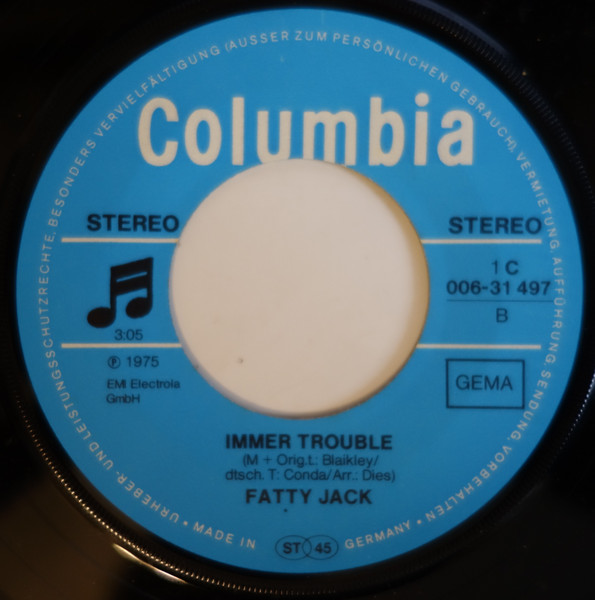 URHEBER- UND LEISTUNGSSCHUTZRECHTE, BESONDERS VERVIELFÄLTIGUNG (AUSSER ZUM PERSÖNLICHEN GEBRAUCH), VERMIETUNG, AUFFÜHRUNG, SENDUNG, VORBEHALTEN •
Columbia
STEREO
STEREO
3:05
℗ 1975
EMI Electrola
GmbH
1 C
006-31 497
B
GEMA
IMMER TROUBLE
(M + Orig.t.: Blaikley/
dtsch. T: Conda/Arr.: Dies)
FATTY JACK
• MADE IN GERMANY •
ST 45